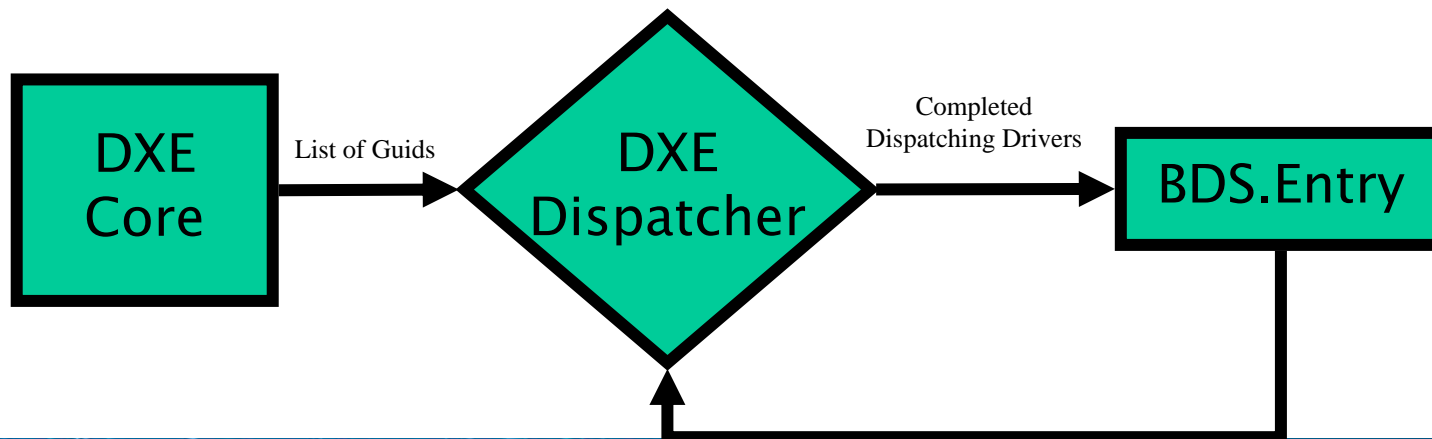 DXE
Core
List of Guids
DXE
Dispatcher
Completed
Dispatching Drivers
BDS.Entry